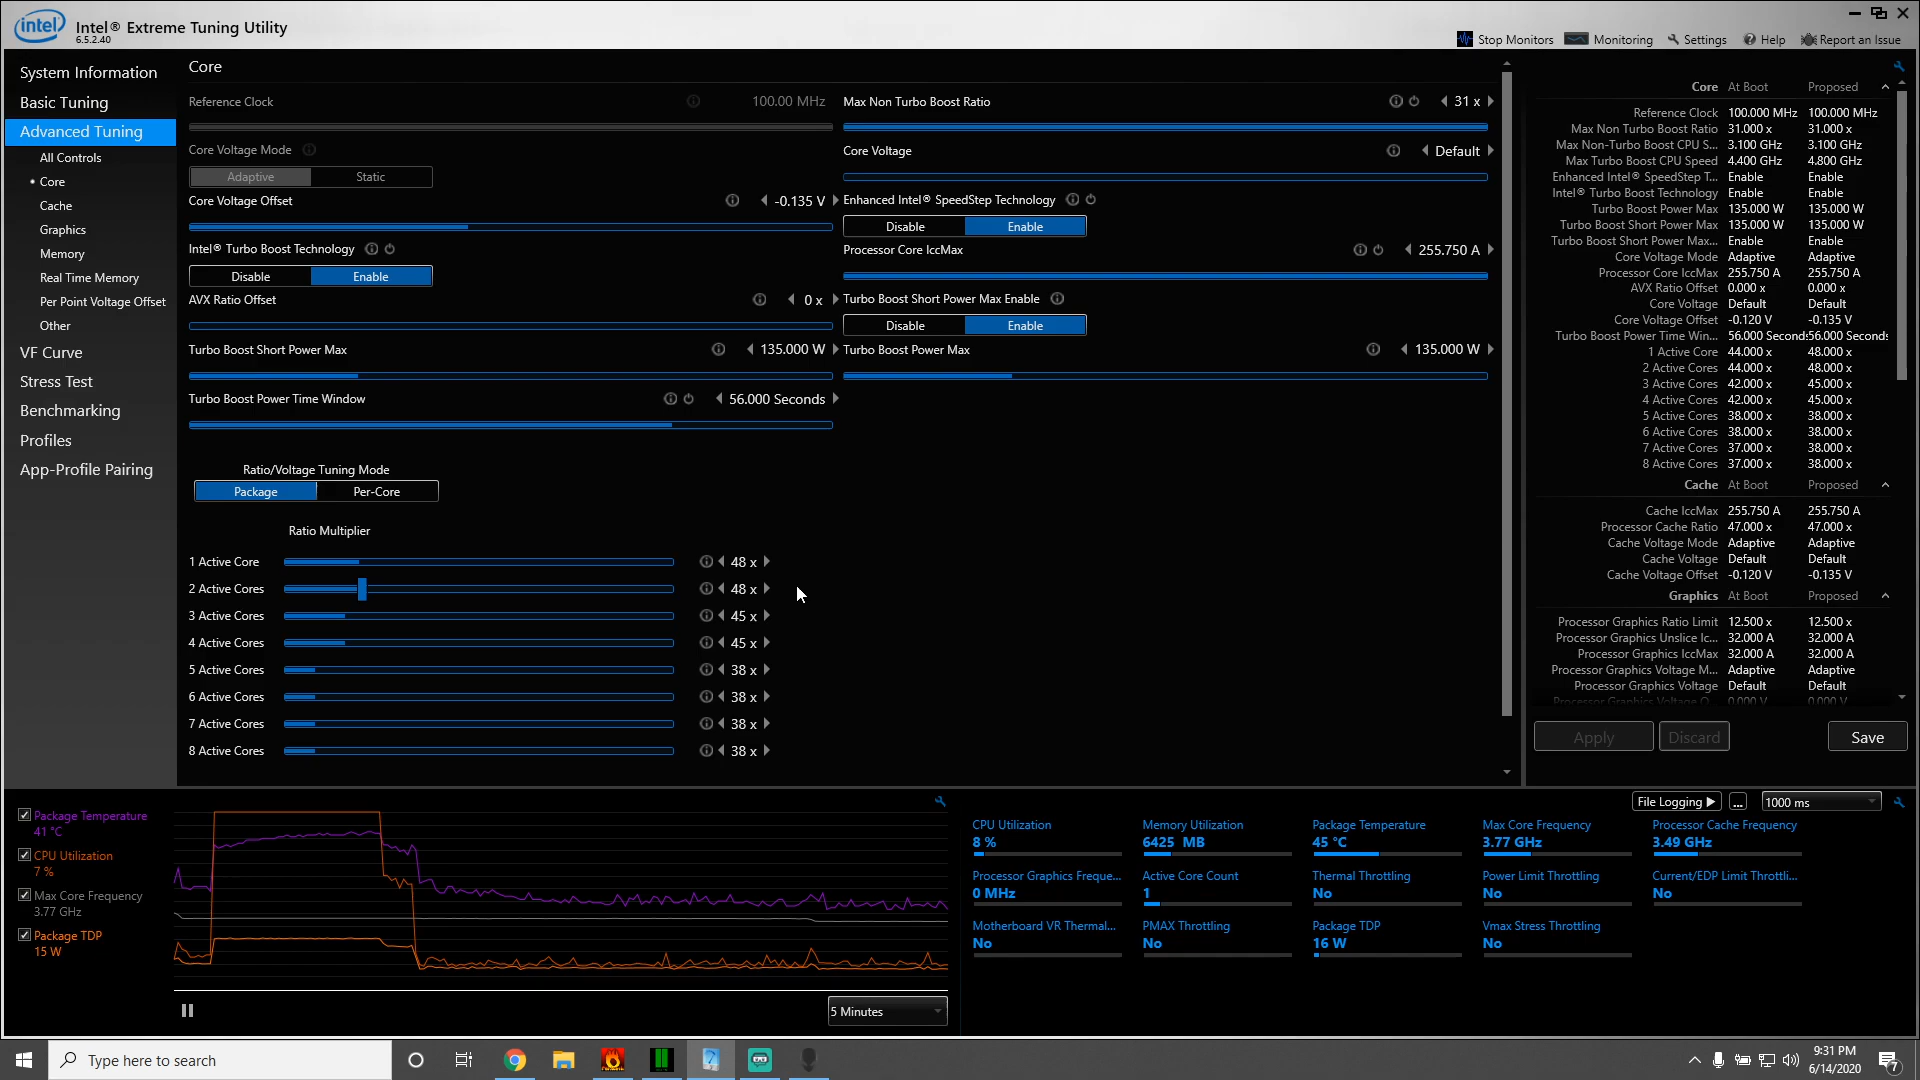 intel Intel® Extreme Tuning Utility
6.5.2.40
Stop Monitors Monitoring Settings Help Report an Issue
System Information
Basic Tuning
Advanced Tuning
All Controls
• Core
Cache
Graphics
Memory
Real Time Memory
Per Point Voltage Offset
Other
VF Curve
Stress Test
Benchmarking
Profiles
App-Profile Pairing
Core
Reference Clock 100.00 MHz
Max Non Turbo Boost Ratio 31 x
Core Voltage Mode
Adaptive Static
Core Voltage Default
Core Voltage Offset -0.135 V
Enhanced Intel® SpeedStep Technology
Disable Enable
Intel® Turbo Boost Technology
Disable Enable
Processor Core IccMax 255.750 A
AVX Ratio Offset 0 x
Turbo Boost Short Power Max Enable
Disable Enable
Turbo Boost Short Power Max 135.000 W
Turbo Boost Power Max 135.000 W
Turbo Boost Power Time Window 56.000 Seconds
Ratio/Voltage Tuning Mode
Package Per-Core
Ratio Multiplier
1 Active Core 48 x
2 Active Cores 48 x
3 Active Cores 45 x
4 Active Cores 45 x
5 Active Cores 38 x
6 Active Cores 38 x
7 Active Cores 38 x
8 Active Cores 38 x
Core At Boot Proposed
Reference Clock 100.000 MHz 100.000 MHz
Max Non Turbo Boost Ratio 31.000 x 31.000 x
Max Non-Turbo Boost CPU S... 3.100 GHz 3.100 GHz
Max Turbo Boost CPU Speed 4.400 GHz 4.800 GHz
Enhanced Intel® SpeedStep T... Enable Enable
Intel® Turbo Boost Technology Enable Enable
Turbo Boost Power Max 135.000 W 135.000 W
Turbo Boost Short Power Max 135.000 W 135.000 W
Turbo Boost Short Power Max... Enable Enable
Core Voltage Mode Adaptive Adaptive
Processor Core IccMax 255.750 A 255.750 A
AVX Ratio Offset 0.000 x 0.000 x
Core Voltage Default Default
Core Voltage Offset -0.120 V -0.135 V
Turbo Boost Power Time Win... 56.000 Seconds 56.000 Seconds
1 Active Core 44.000 x 48.000 x
2 Active Cores 44.000 x 48.000 x
3 Active Cores 42.000 x 45.000 x
4 Active Cores 42.000 x 45.000 x
5 Active Cores 38.000 x 38.000 x
6 Active Cores 38.000 x 38.000 x
7 Active Cores 37.000 x 38.000 x
8 Active Cores 37.000 x 38.000 x
Cache At Boot Proposed
Cache IccMax 255.750 A 255.750 A
Processor Cache Ratio 47.000 x 47.000 x
Cache Voltage Mode Adaptive Adaptive
Cache Voltage Default Default
Cache Voltage Offset -0.120 V -0.135 V
Graphics At Boot Proposed
Processor Graphics Ratio Limit 12.500 x 12.500 x
Processor Graphics Unslice Ic... 32.000 A 32.000 A
Processor Graphics IccMax 32.000 A 32.000 A
Processor Graphics Voltage M... Adaptive Adaptive
Processor Graphics Voltage Default Default
Processor Graphics Voltage O... 0.000 V 0.000 V
Apply Discard Save
Package Temperature
41 °C
CPU Utilization
7 %
Max Core Frequency
3.77 GHz
Package TDP
15 W
5 Minutes
File Logging ... 1000 ms
CPU Utilization
8 %
Memory Utilization
6425 MB
Package Temperature
45 °C
Max Core Frequency
3.77 GHz
Processor Cache Frequency
3.49 GHz
Processor Graphics Freque...
0 MHz
Active Core Count
1
Thermal Throttling
No
Power Limit Throttling
No
Current/EDP Limit Throttli...
No
Motherboard VR Thermal...
No
PMAX Throttling
No
Package TDP
16 W
Vmax Stress Throttling
No
Type here to search
9:31 PM
6/14/2020
7